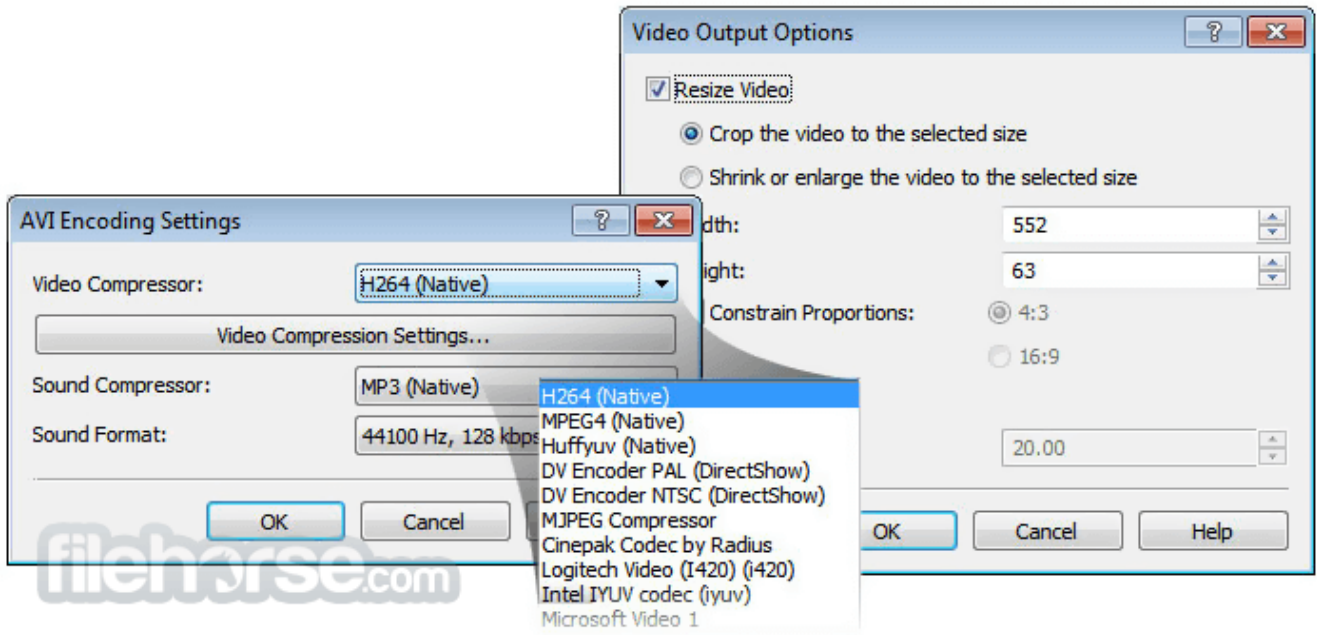 Video Output Options
Resize Video
Crop the video to the selected size
Shrink or enlarge the video to the selected size
dth:
552
ight:
63
Constrain Proportions:
4:3
16:9
20.00
OK
Cancel
Help
AVI Encoding Settings
Video Compressor:
H264 (Native)
Video Compression Settings...
Sound Compressor:
MP3 (Native)
Sound Format:
44100 Hz, 128 kbps
OK
Cancel
H264 (Native)
MPEG4 (Native)
Huffyuv (Native)
DV Encoder PAL (DirectShow)
DV Encoder NTSC (DirectShow)
MJPEG Compressor
Cinepak Codec by Radius
Logitech Video (I420) (i420)
Intel IYUV codec (iyuv)
Microsoft Video 1
filehorse.com